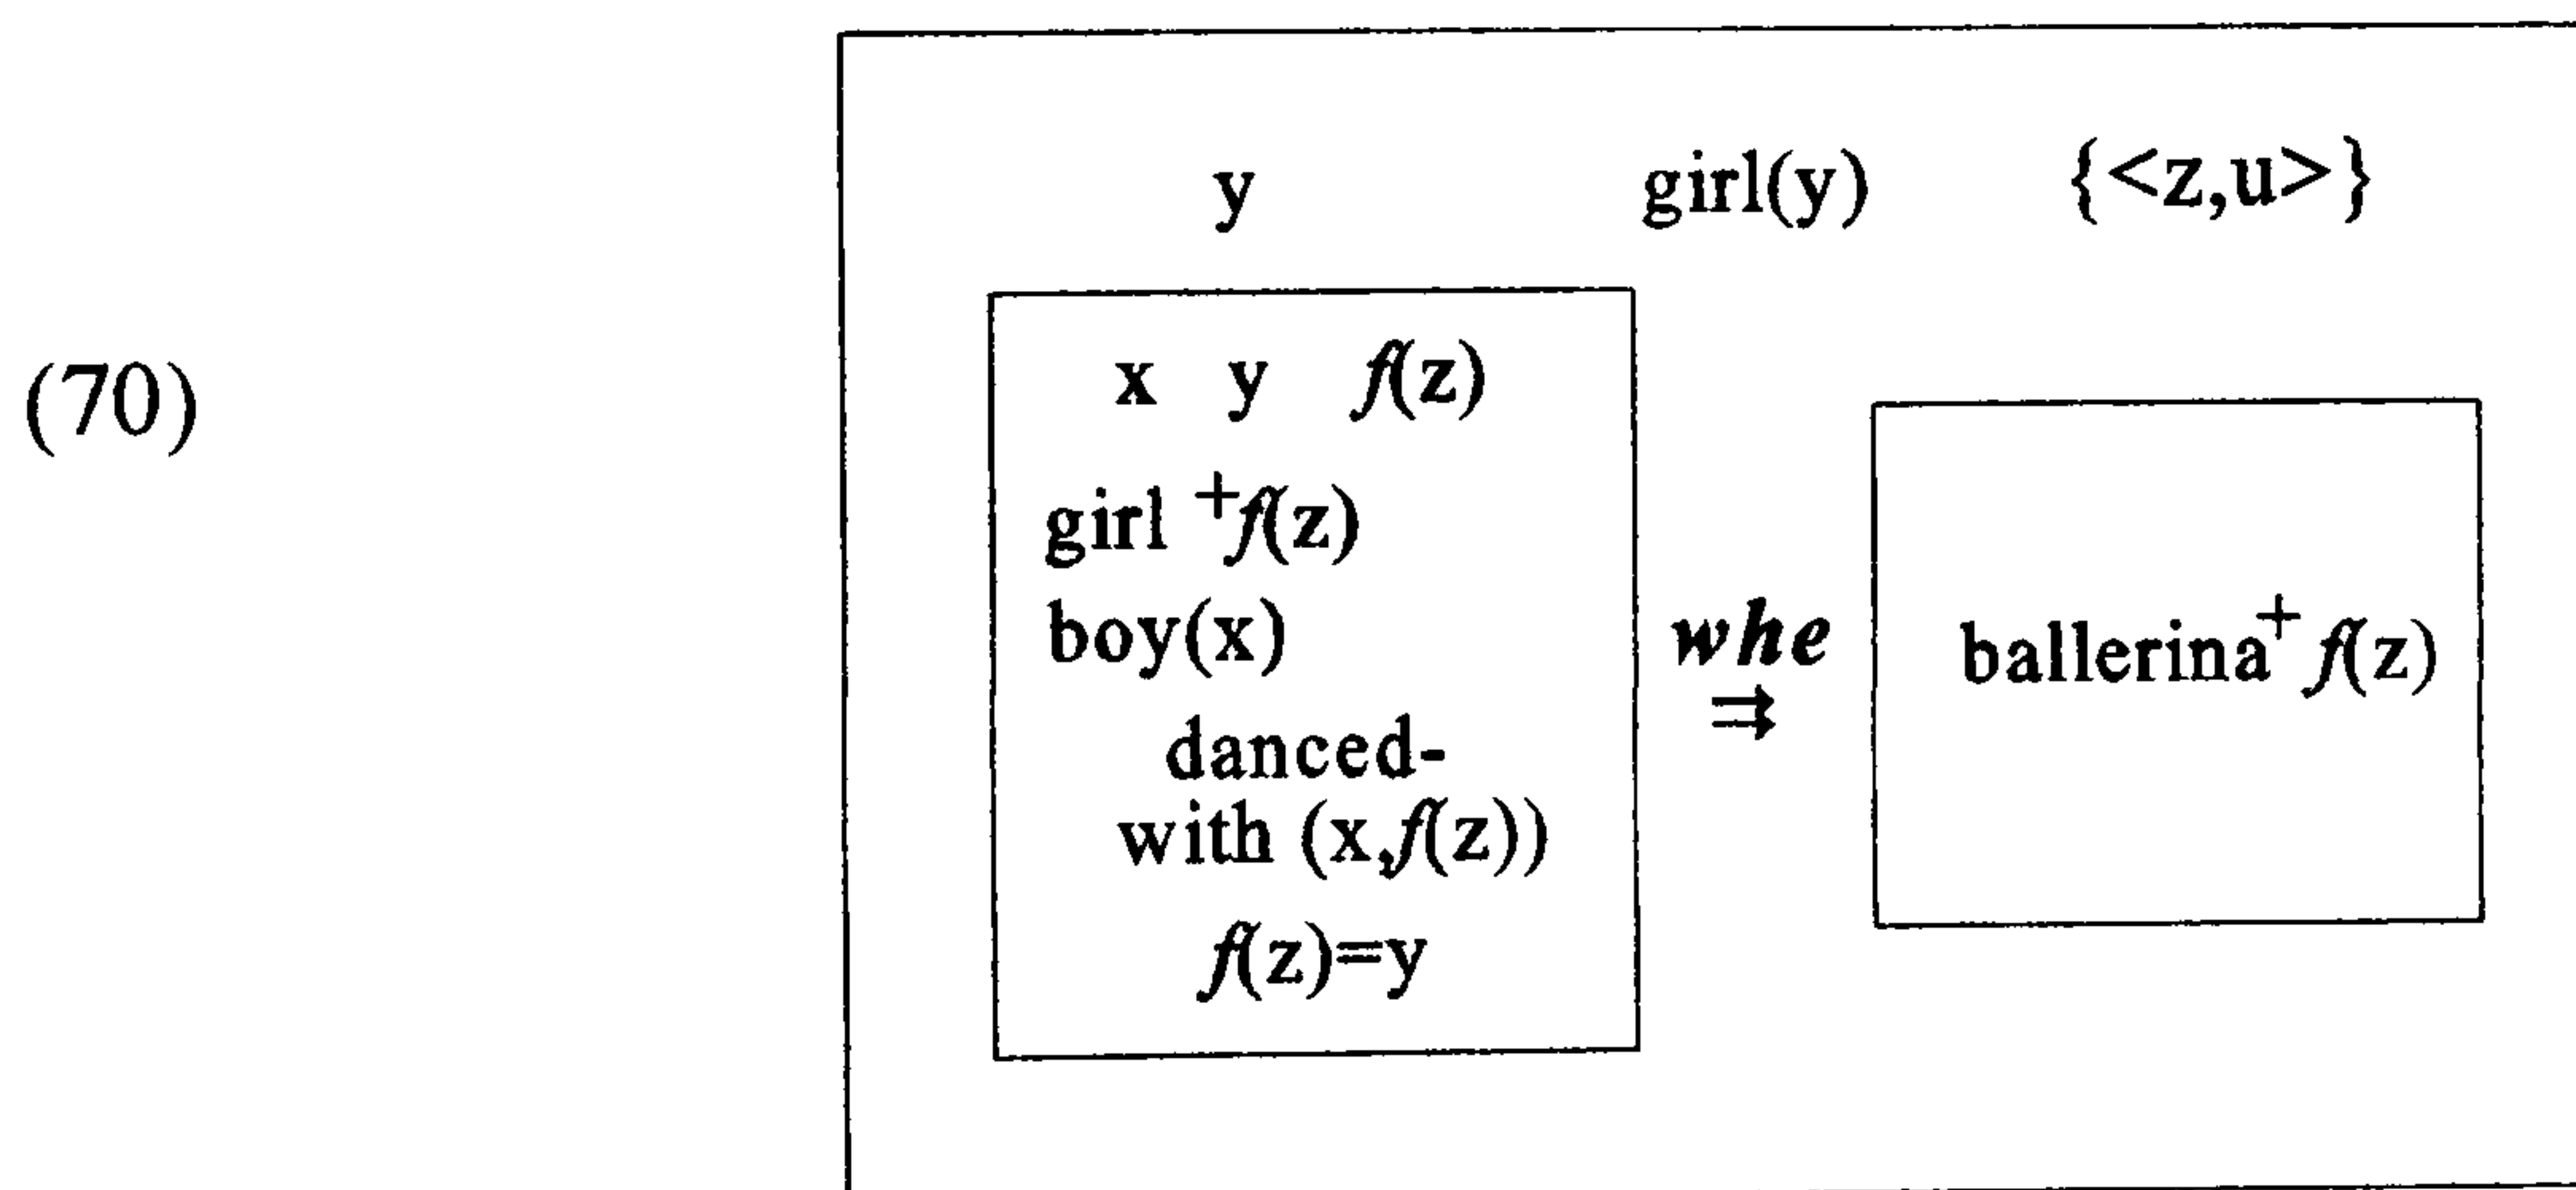 y girl(y) {<z,u>}
(70)
x y f(z)
girl +f(z)
boy(x)
danced-
with (x,f(z))
f(z)=y
whe
⇉
ballerina+ f(z)